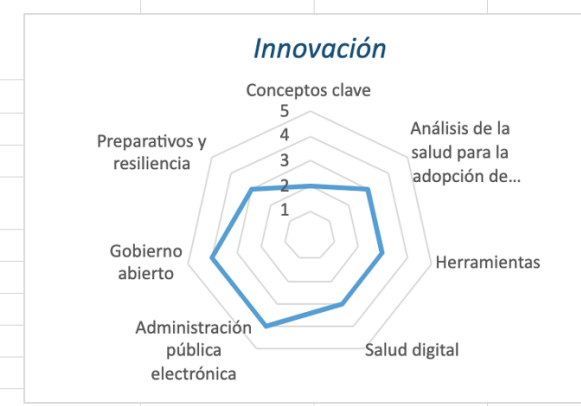 Innovación
Conceptos clave
5
4
3
2
1
Análisis de la
salud para la
adopción de...
Herramientas
Salud digital
Administración
pública
electrónica
Gobierno
abierto
Preparativos y
resiliencia